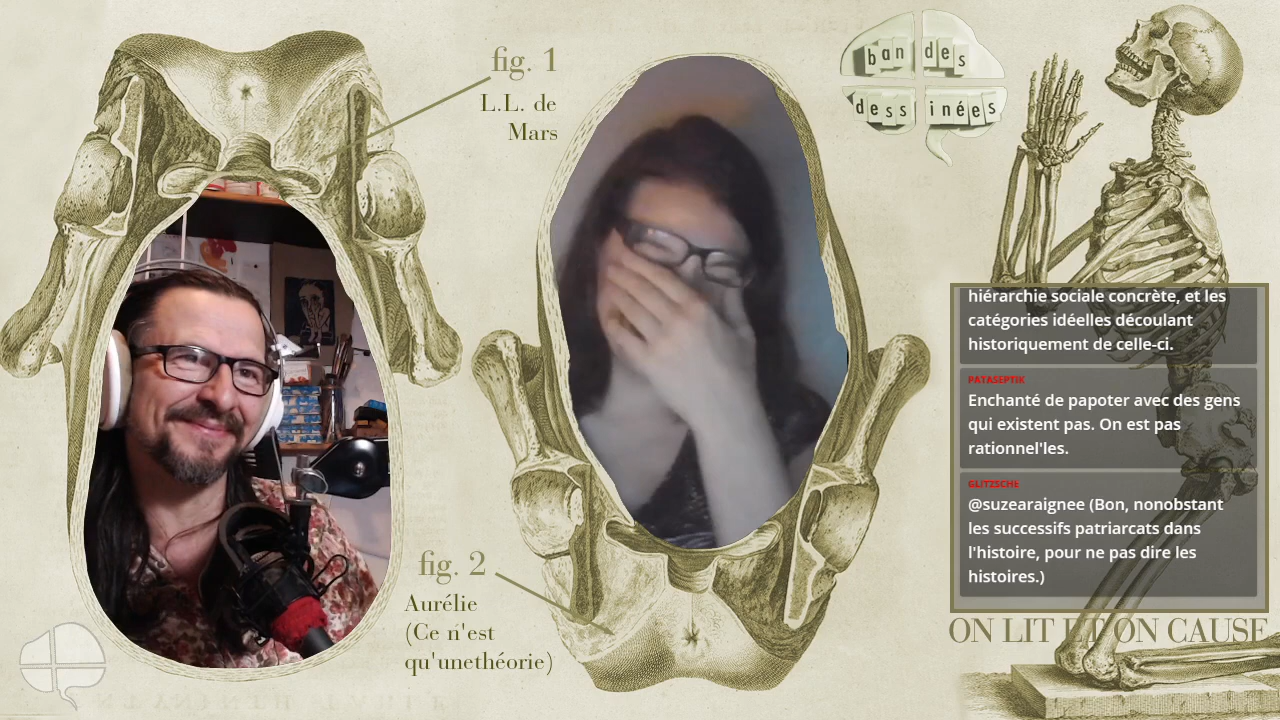 fig. 1
L.L. de
Mars
ban des
dess inées
hiérarchie sociale concrète, et les
catégories idéelles découlant
historiquement de celle-ci.
PATASEPTIK
Enchanté de papoter avec des gens
qui existent pas. On est pas
rationnel'les.
GLITZSCHE
@suzearaignee (Bon, nonobstant
les successifs patriarcats dans
l'histoire, pour ne pas dire les
histoires.)
fig. 2
Aurélie
(Ce n'est
qu'unethéorie)
ON LIT ET ON CAUSE